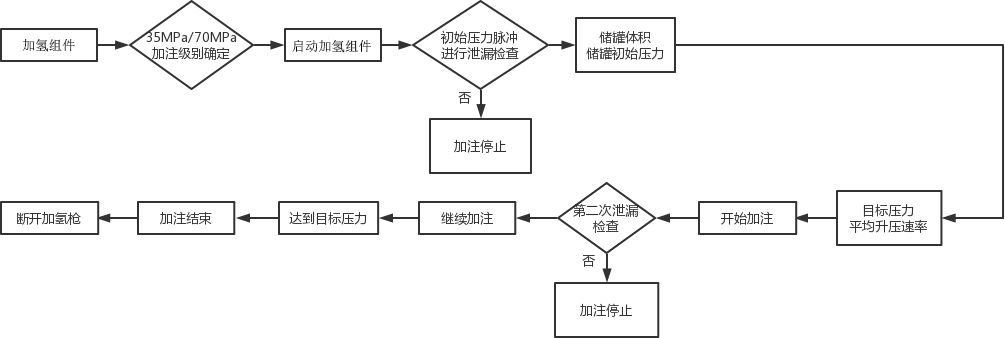 加氢组件
35MPa/70MPa
加注级别确定
启动加氢组件
初始压力脉冲
进行泄漏检查
储罐体积
储罐初始压力
否
加注停止
目标压力
平均升压速率
开始加注
第二次泄漏
检查
继续加注
达到目标压力
加注结束
断开加氢枪
否
加注停止